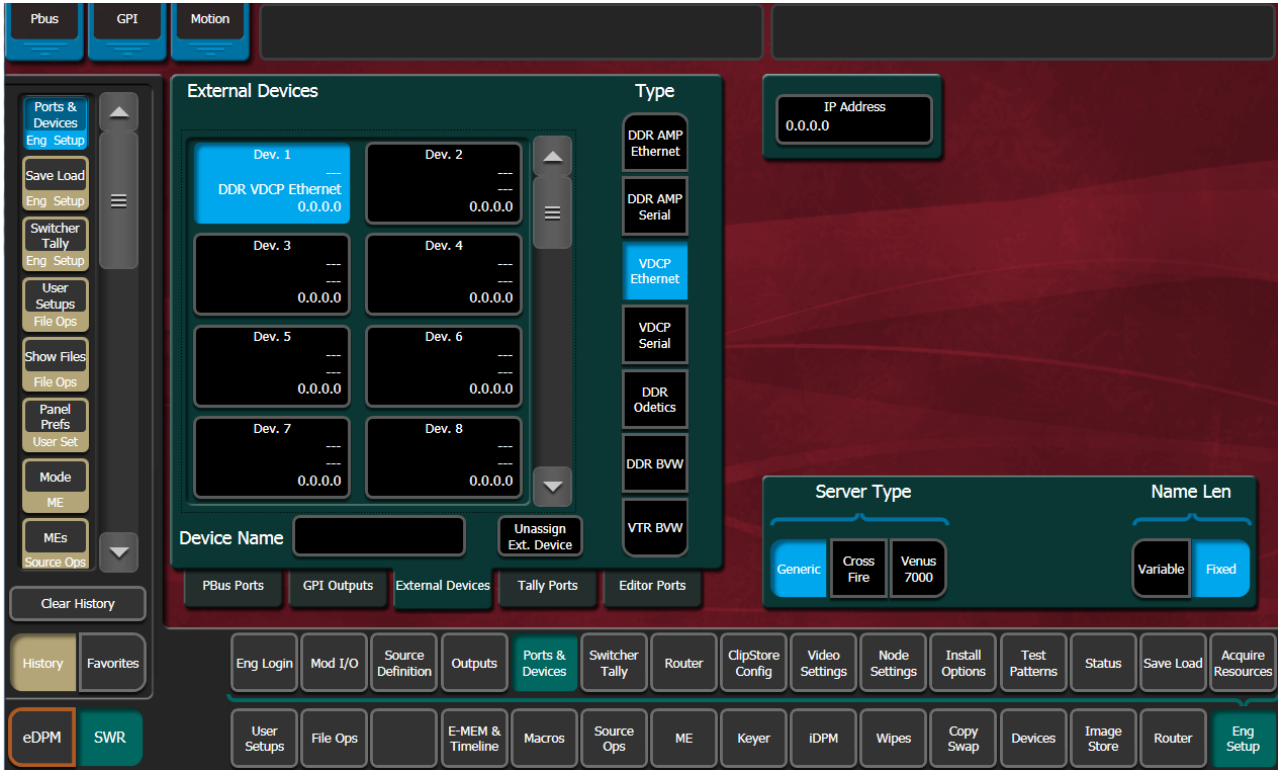 Pbus GPI Motion
External Devices Type
IP Address
0.0.0.0
Ports &
Devices
Eng Setup
Save Load
Eng Setup
Switcher
Tally
Eng Setup
User
Setups
File Ops
Show Files
File Ops
Panel
Prefs
User Set
Mode
ME
MEs
Source Ops
Clear History
History Favorites
eDPM SWR
Dev. 1
---
DDR VDCP Ethernet
0.0.0.0
Dev. 2
---
---
0.0.0.0
Dev. 3
---
---
0.0.0.0
Dev. 4
---
---
0.0.0.0
Dev. 5
---
---
0.0.0.0
Dev. 6
---
---
0.0.0.0
Dev. 7
---
---
0.0.0.0
Dev. 8
---
---
0.0.0.0
Device Name
Unassign
Ext. Device
DDR AMP
Ethernet
DDR AMP
Serial
VDCP
Ethernet
VDCP
Serial
DDR
Odetics
DDR BVW
VTR BVW
PBus Ports GPI Outputs External Devices Tally Ports Editor Ports
Server Type
Generic
Cross
Fire
Venus
7000
Name Len
Variable Fixed
Eng Login
Mod I/O
Source
Definition
Outputs
Ports &
Devices
Switcher
Tally
Router
ClipStore
Config
Video
Settings
Node
Settings
Install
Options
Test
Patterns
Status
Save Load
Acquire
Resources
User
Setups
File Ops
E-MEM &
Timeline
Macros
Source
Ops
ME
Keyer
iDPM
Wipes
Copy
Swap
Devices
Image
Store
Router
Eng
Setup